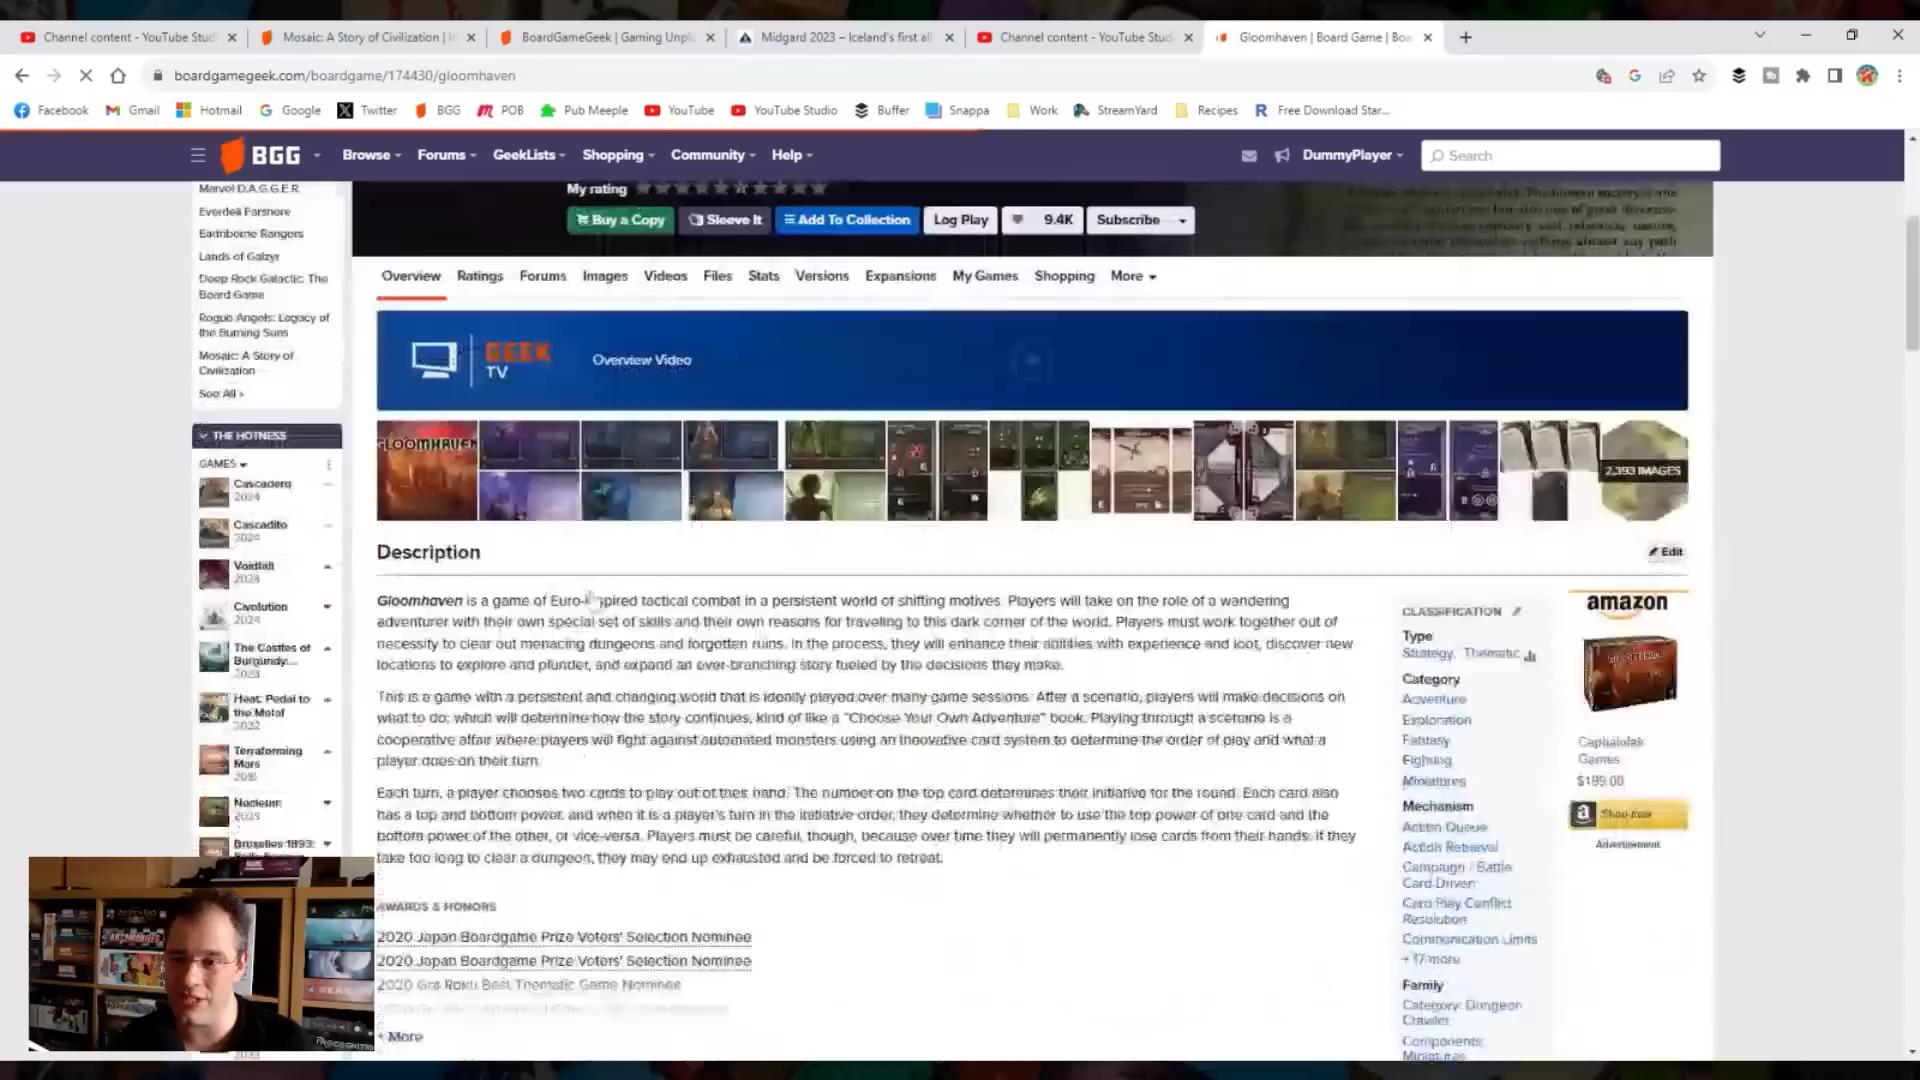 Channel content - YouTube Studi
Mosaic: A Story of Civilization | In
BoardGameGeek | Gaming Unplu
Midgard 2023 – Iceland's first all
Channel content - YouTube Studi
Gloomhaven | Board Game | Boa
boardgamegeek.com/boardgame/174430/gloomhaven
Facebook
Gmail
Hotmail
Google
Twitter
BGG
POB
Pub Meeple
YouTube
YouTube Studio
Buffer
Snappa
Work
StreamYard
Recipes
Free Download Star...
BGG
Browse
Forums
GeekLists
Shopping
Community
Help
DummyPlayer
Search
Marvel D.A.G.G.E.R.
Everdell Farshore
Earthborne Rangers
Lands of Galzyr
Deep Rock Galactic: The
Board Game
Rogue Angels: Legacy of
the Burning Suns
Mosaic: A Story of
Civilization
See All >
My rating
Buy a Copy
Sleeve It
Add To Collection
Log Play
9.4K
Subscribe
Overview
Ratings
Forums
Images
Videos
Files
Stats
Versions
Expansions
My Games
Shopping
More
GEEK
TV
Overview Video
GLOOMHAVEN
2,393 IMAGES
THE HOTNESS
GAMES
Cascadero
2024
Cascadito
2024
Voidfall
2023
Civolution
2024
The Castles of
Burgundy:...
2023
Heat: Pedal to
the Metal
2022
Terraforming
Mars
2016
Nucleum
2023
Bruxelles 1893:
Description
Edit
Gloomhaven is a game of Euro-inspired tactical combat in a persistent world of shifting motives. Players will take on the role of a wandering
adventurer with their own special set of skills and their own reasons for traveling to this dark corner of the world. Players must work together out of
necessity to clear out menacing dungeons and forgotten ruins. In the process, they will enhance their abilities with experience and loot, discover new
locations to explore and plunder, and expand an ever-branching story fueled by the decisions they make.
This is a game with a persistent and changing world that is ideally played over many game sessions. After a scenario, players will make decisions on
what to do, which will determine how the story continues, kind of like a "Choose Your Own Adventure" book. Playing through a scenario is a
cooperative affair where players will fight against automated monsters using an innovative card system to determine the order of play and what a
player does on their turn.
Each turn, a player chooses two cards to play out of their hand. The number on the top card determines their initiative for the round. Each card also
has a top and bottom power, and when it is a player's turn in the initiative order, they determine whether to use the top power of one card and the
bottom power of the other, or vice-versa. Players must be careful, though, because over time they will permanently lose cards from their hands. If they
take too long to clear a dungeon, they may end up exhausted and be forced to retreat.
AWARDS & HONORS
2020 Japan Boardgame Prize Voters' Selection Nominee
2020 Japan Boardgame Prize Voters' Selection Nominee
2020 Gra Roku Best Thematic Game Nominee
+ More
CLASSIFICATION
Type
Strategy, Thematic
Category
Adventure
Exploration
Fantasy
Fighting
Miniatures
Mechanism
Action Queue
Action Retrieval
Campaign / Battle
Card Driven
Card Play Conflict
Resolution
Communication Limits
+ 17 more
Family
Category: Dungeon
Crawler
Components:
Miniatures
amazon
Cephalofair
Games
$199.00
Shop now
Advertisement